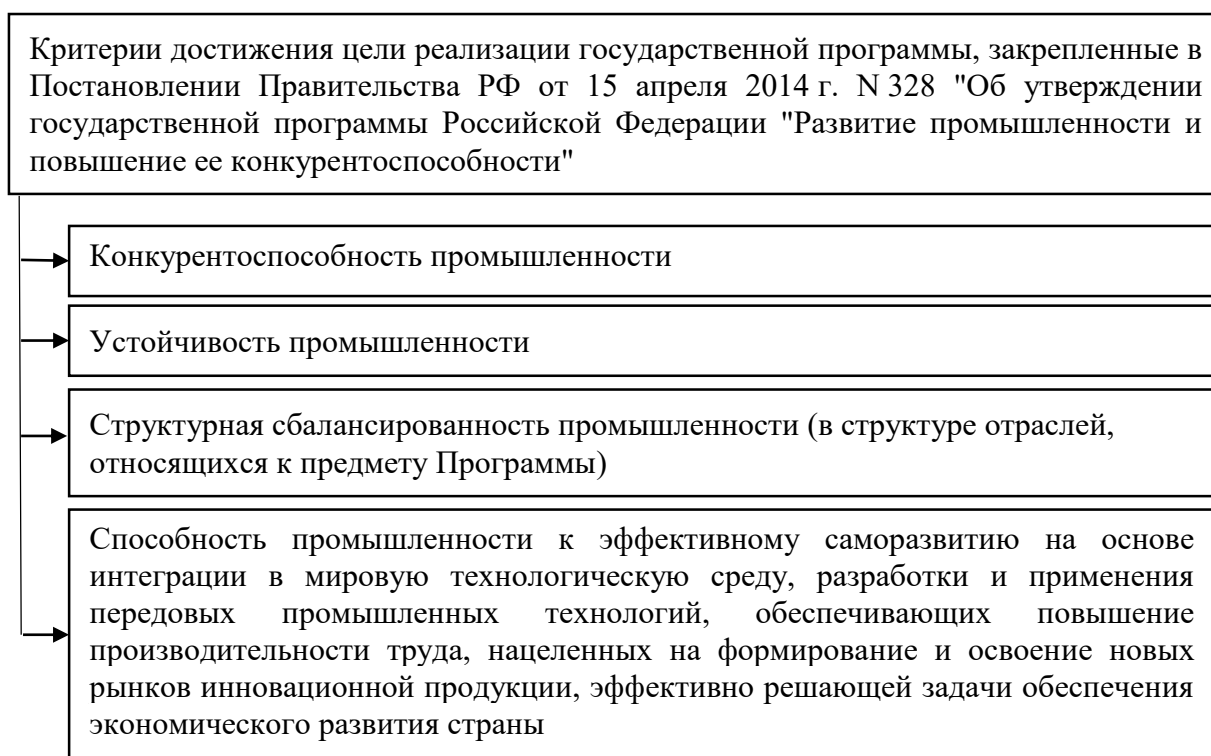 Критерии достижения цели реализации государственной программы, закрепленные в
Постановлении Правительства РФ от 15 апреля 2014 г. N 328 "Об утверждении
государственной программы Российской Федерации "Развитие промышленности и
повышение ее конкурентоспособности"
Конкурентоспособность промышленности
Устойчивость промышленности
Структурная сбалансированность промышленности (в структуре отраслей,
относящихся к предмету Программы)
Способность промышленности к эффективному саморазвитию на основе
интеграции в мировую технологическую среду, разработки и применения
передовых промышленных технологий, обеспечивающих повышение
производительности труда, нацеленных на формирование и освоение новых
рынков инновационной продукции, эффективно решающей задачи обеспечения
экономического развития страны